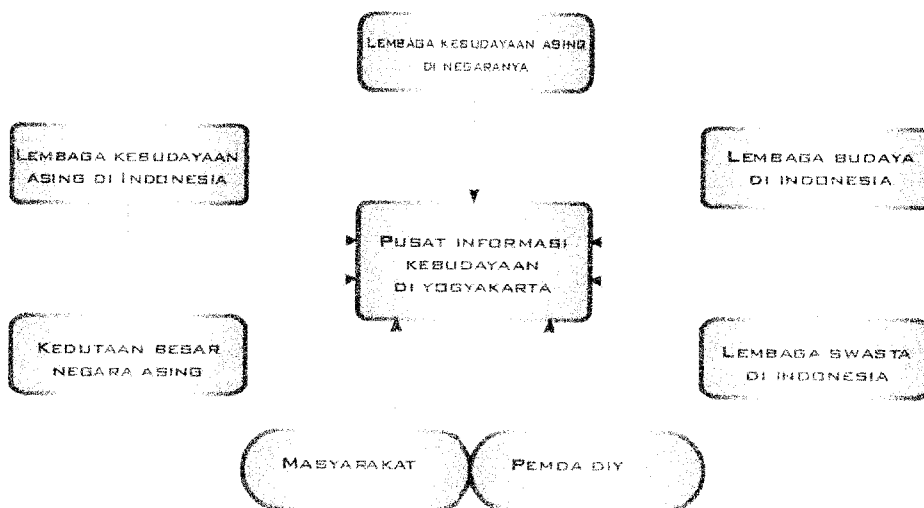 LEMBAGA KEBUDAYAAN ASING
DI NEGARANYA
LEMBAGA KEBUDAYAAN
ASING DI INDONESIA
LEMBAGA BUDAYA
DI INDONESIA
PUSAT INFORMASI
KEBUDAYAAN
DI YOGYAKARTA
KEDUTAAN BESAR
NEGARA ASING
LEMBAGA SWASTA
DI INDONESIA
MASYARAKAT
PEMDA DIY